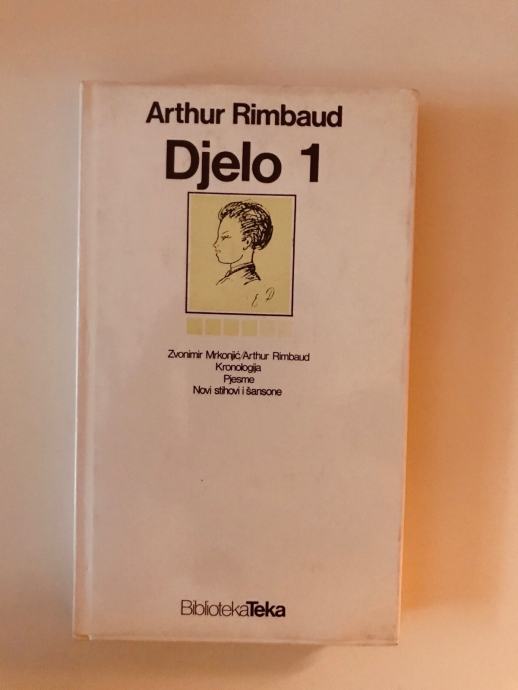 Arthur Rimbaud
Djelo 1
Zvonimir Mrkonjić/Arthur Rimbaud
Kronologija
Pjesme
Novi stihovi i šansone
BibliotekaTeka